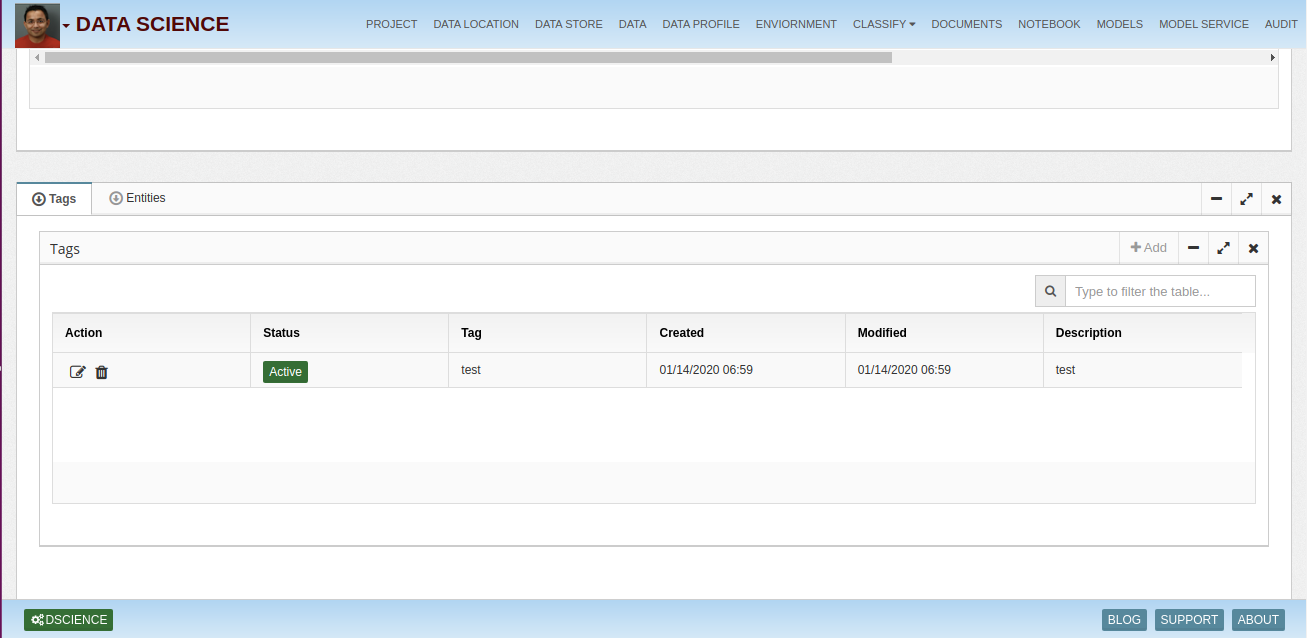 DATA SCIENCE PROJECT DATA LOCATION DATA STORE DATA DATA PROFILE ENVIORNMENT CLASSIFY DOCUMENTS NOTEBOOK MODELS MODEL SERVICE AUDIT
Tags Entities
Tags Add
Type to filter the table...
Action Status Tag Created Modified Description
Active test 01/14/2020 06:59 01/14/2020 06:59 test
DSCIENCE BLOG SUPPORT ABOUT